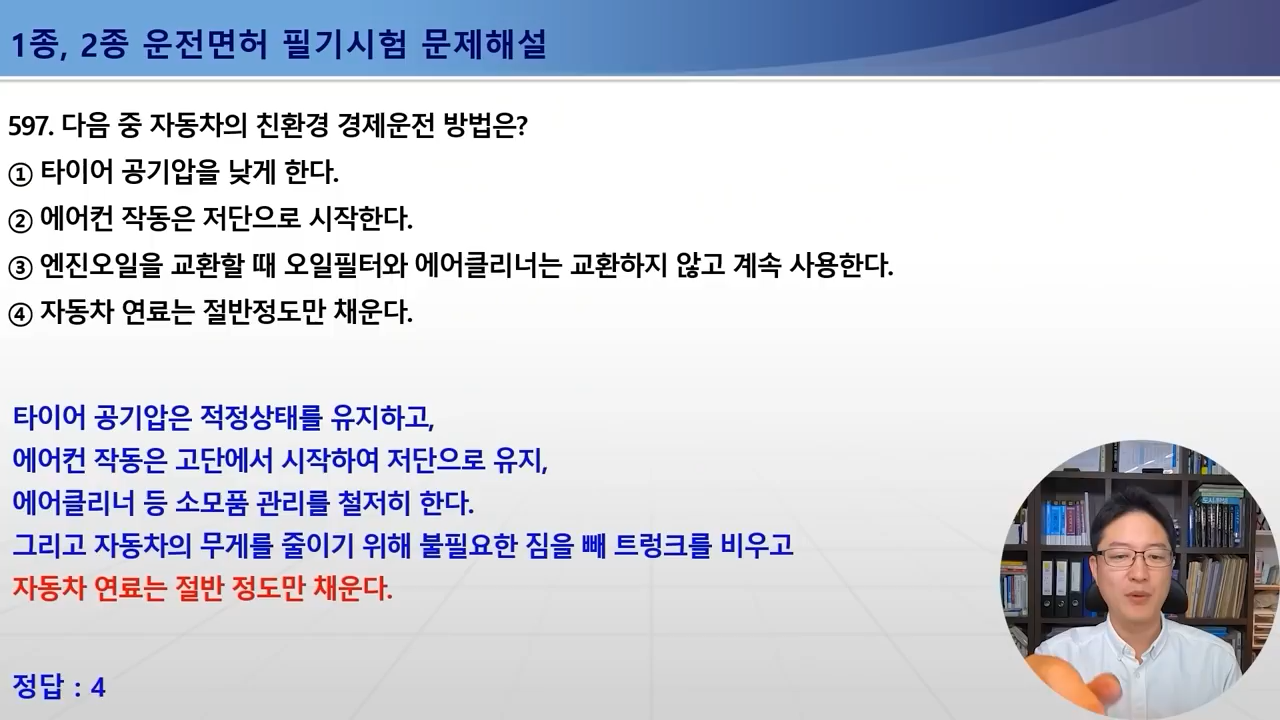 1종, 2종 운전면허 필기시험 문제해설
597. 다음 중 자동차의 친환경 경제운전 방법은?
① 타이어 공기압을 낮게 한다.
② 에어컨 작동은 저단으로 시작한다.
③ 엔진오일을 교환할 때 오일필터와 에어클리너는 교환하지 않고 계속 사용한다.
④ 자동차 연료는 절반정도만 채운다.
타이어 공기압은 적정상태를 유지하고,
에어컨 작동은 고단에서 시작하여 저단으로 유지,
에어클리너 등 소모품 관리를 철저히 한다.
그리고 자동차의 무게를 줄이기 위해 불필요한 짐을 빼 트렁크를 비우고
자동차 연료는 절반 정도만 채운다.
정답 : 4